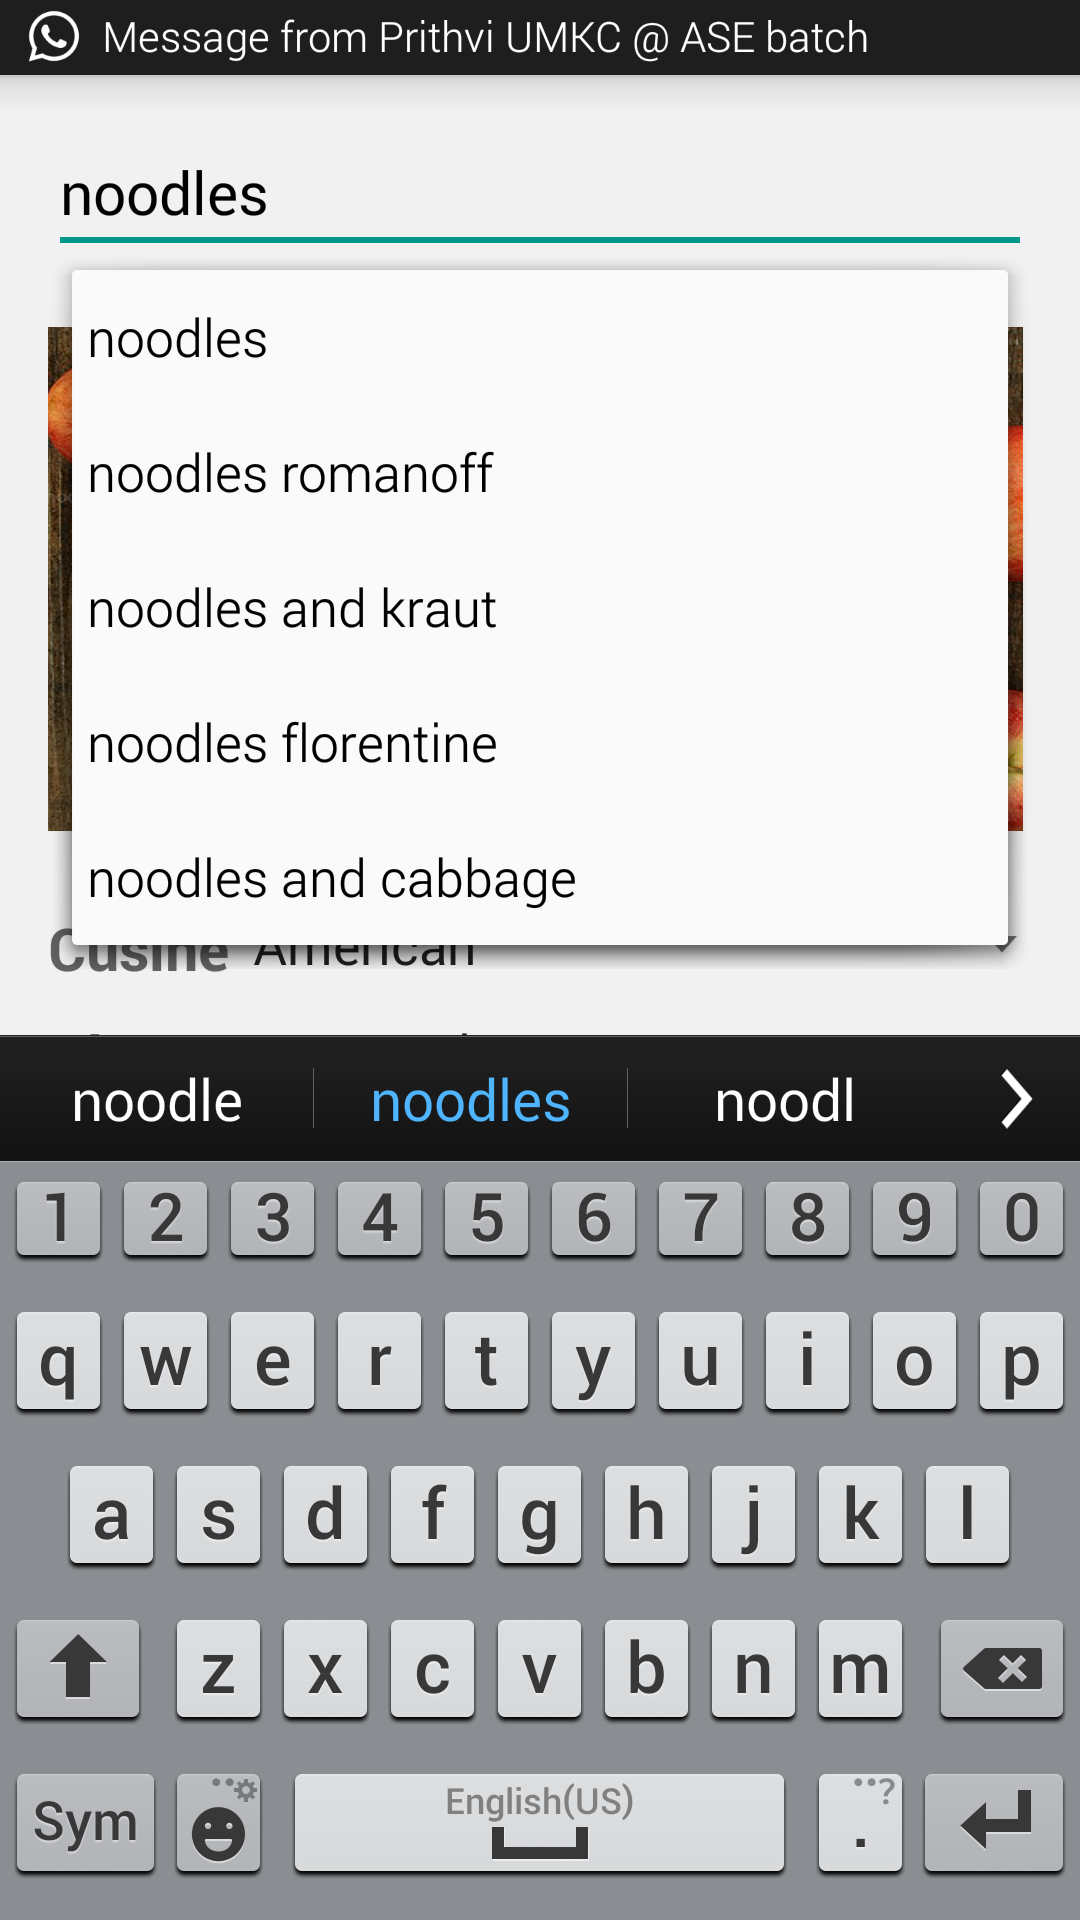 Message from Prithvi UMKC @ ASE batch
noodles
noodles
noodles romanoff
noodles and kraut
noodles florentine
noodles and cabbage
Cusine American
noodle noodles noodl
1 2 3 4 5 6 7 8 9 0
q w e r t y u i o p
a s d f g h j k l
z x c v b n m
Sym English(US) . ?